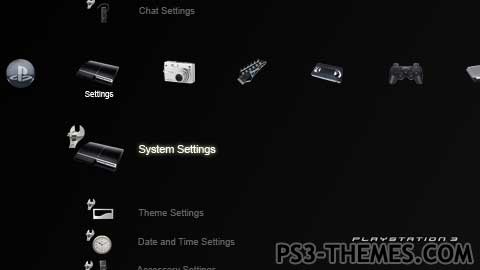 Chat Settings
Settings
System Settings
Theme Settings
Date and Time Settings
Accessory Settings
PLAYSTATION 3
PS3-THEMES.COM